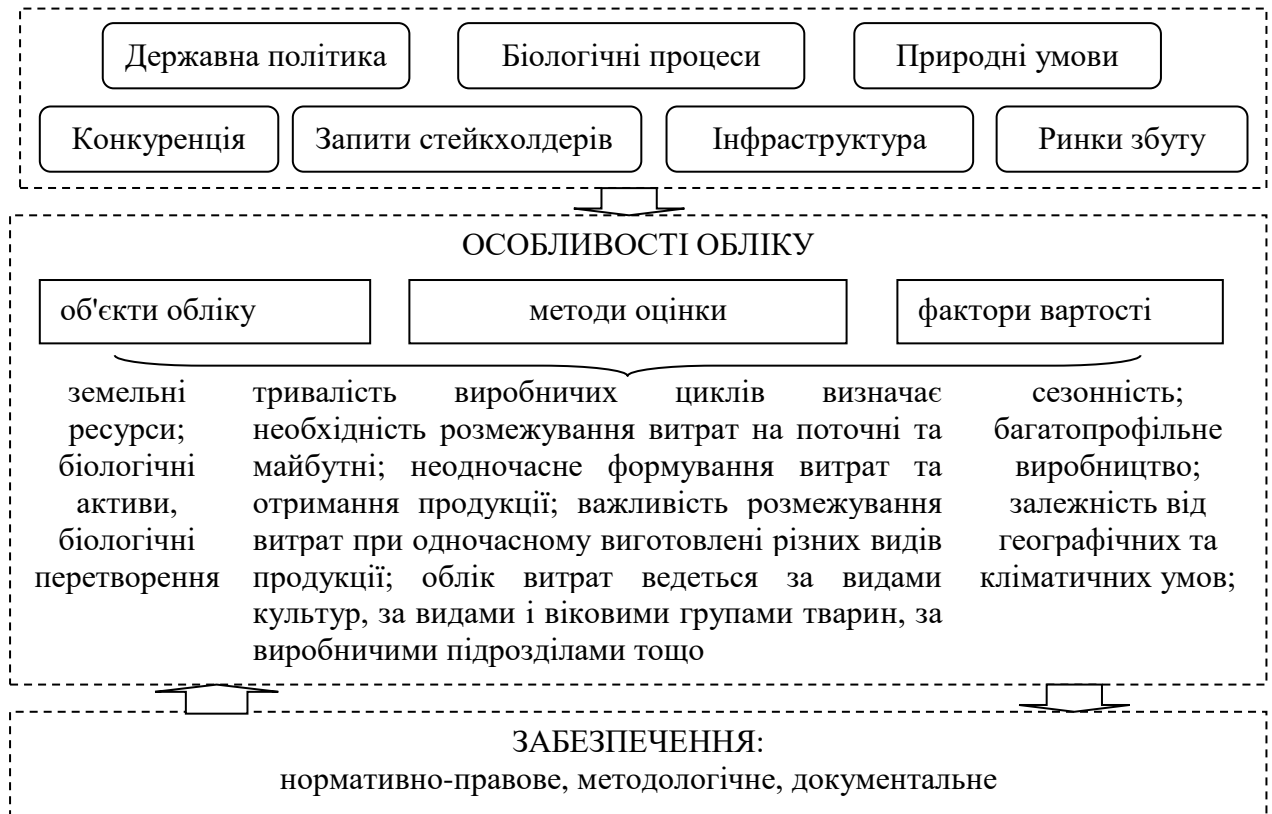 Державна політика
Біологічні процеси
Природні умови
Конкуренція
Запити стейкхолдерів
Інфраструктура
Ринки збуту
ОСОБЛИВОСТІ ОБЛІКУ
об'єкти обліку
методи оцінки
фактори вартості
земельні
ресурси;
біологічні
активи,
біологічні
перетворення
тривалість виробничих циклів визначає
необхідність розмежування витрат на поточні та
майбутні; неодночасне формування витрат та
отримання продукції; важливість розмежування
витрат при одночасному виготовлені різних видів
продукції; облік витрат ведеться за видами
культур, за видами і віковими групами тварин, за
виробничими підрозділами тощо
сезонність;
багатопрофільне
виробництво;
залежність від
географічних та
кліматичних умов;
ЗАБЕЗПЕЧЕННЯ:
нормативно-правове, методологічне, документальне